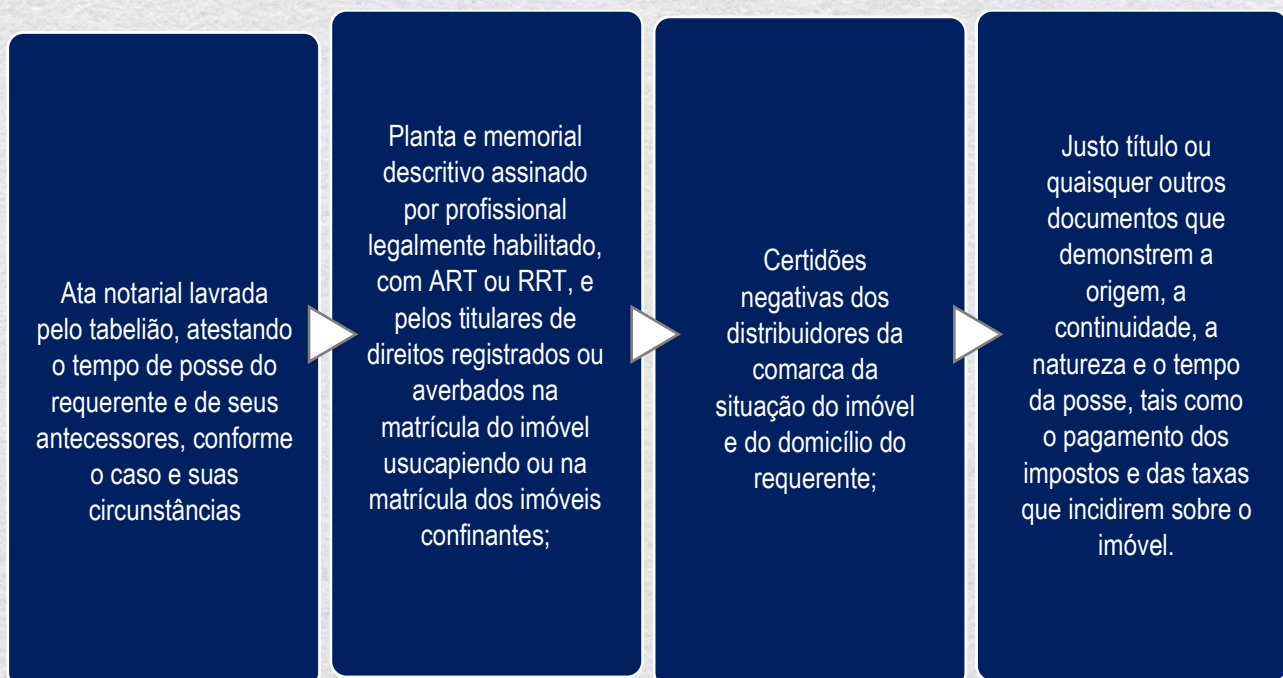 Ata notarial lavrada
pelo tabelião, atestando
o tempo de posse do
requerente e de seus
antecessores, conforme
o caso e suas
circunstâncias
Planta e memorial
descritivo assinado
por profissional
legalmente habilitado,
com ART ou RRT, e
pelos titulares de
direitos registrados ou
averbados na
matrícula do imóvel
usucapiendo ou na
matrícula dos imóveis
confinantes;
Certidões
negativas dos
distribuidores da
comarca da
situação do imóvel
e do domicílio do
requerente;
Justo título ou
quaisquer outros
documentos que
demonstrem a
origem, a
continuidade, a
natureza e o tempo
da posse, tais como
o pagamento dos
impostos e das taxas
que incidirem sobre o
imóvel.